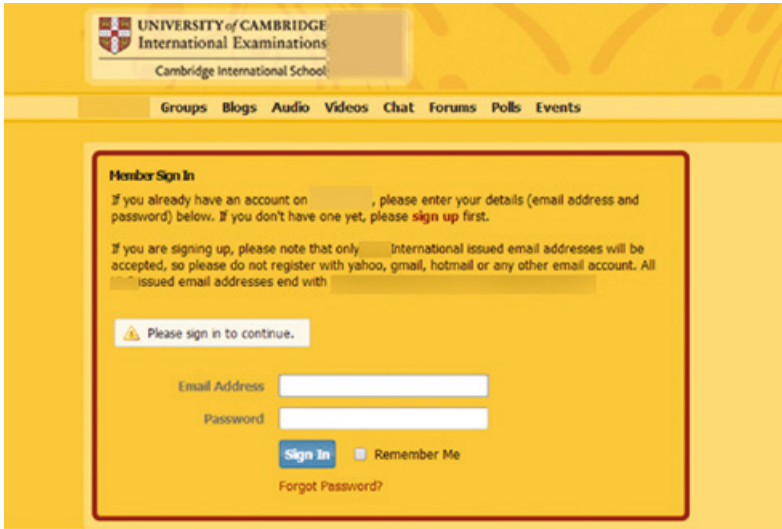 UNIVERSITY of CAMBRIDGE
International Examinations
Cambridge International School
Groups Blogs Audio Videos Chat Forums Polls Events
Member Sign In
If you already have an account on , please enter your details (email address and
password) below. If you don't have one yet, please sign up first.
If you are signing up, please note that only International issued email addresses will be
accepted, so please do not register with yahoo, gmail, hotmail or any other email account. All
issued email addresses end with
Please sign in to continue.
Email Address
Password
Sign In Remember Me
Forgot Password?